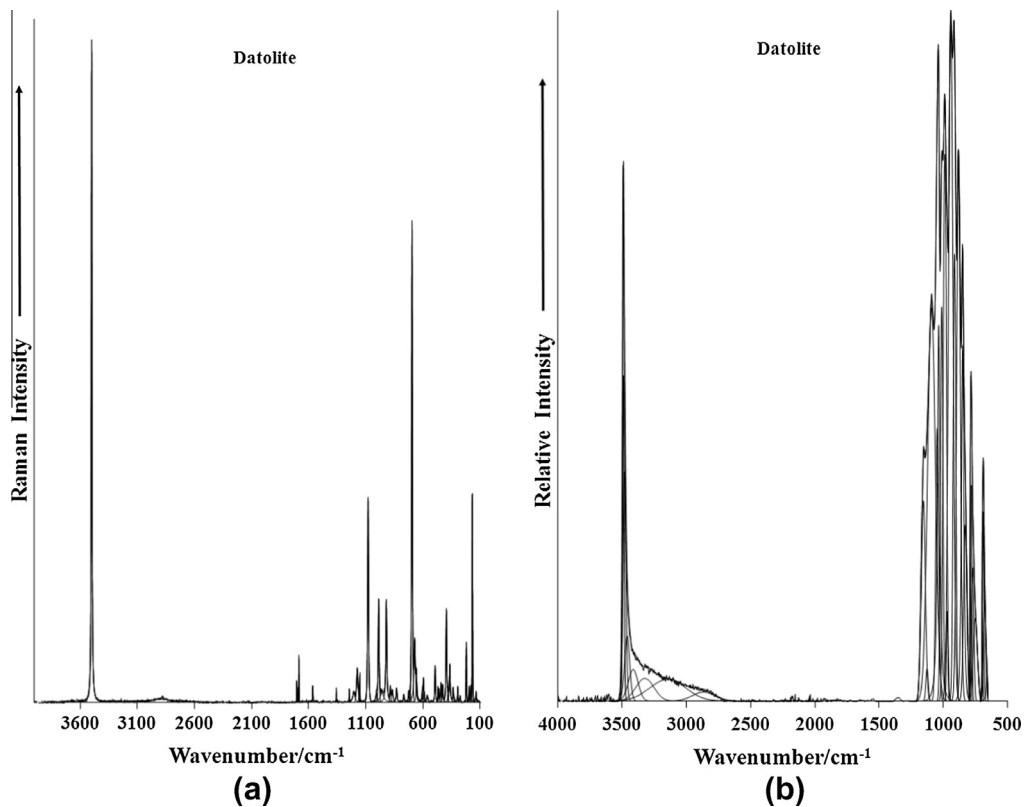 Datolite
Raman Intensity
3600 3100 2600 2100 1600 1100 600 100
Wavenumber/cm-1
(a)
Datolite
Relative Intensity
4000 3500 3000 2500 2000 1500 1000 500
Wavenumber/cm-1
(b)